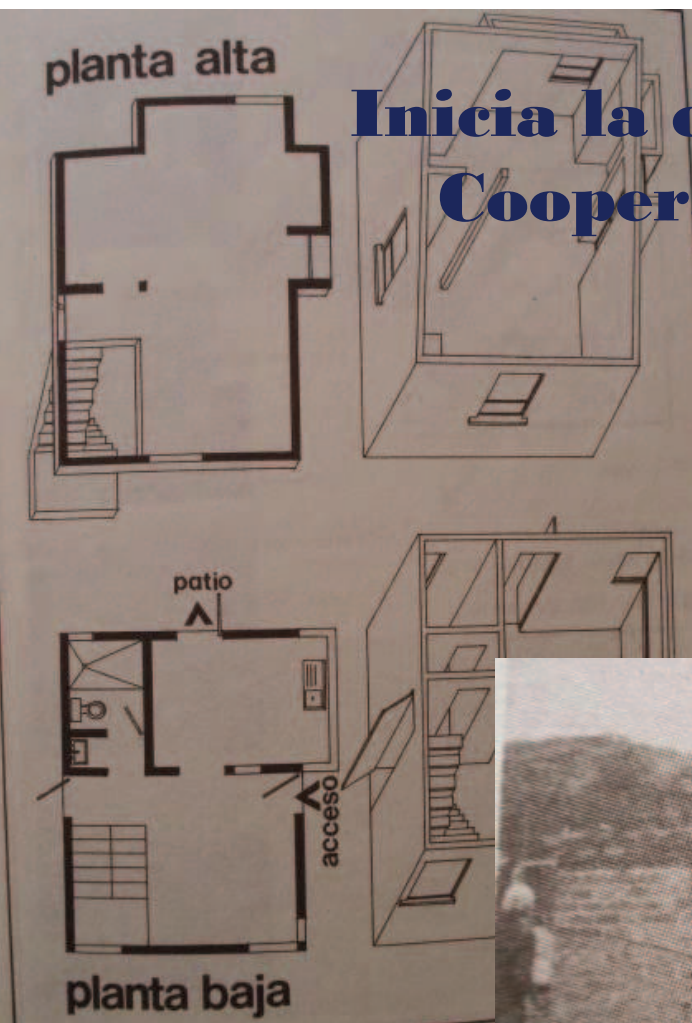 planta alta
Inicia la
Cooper
patio
acceso
planta baja